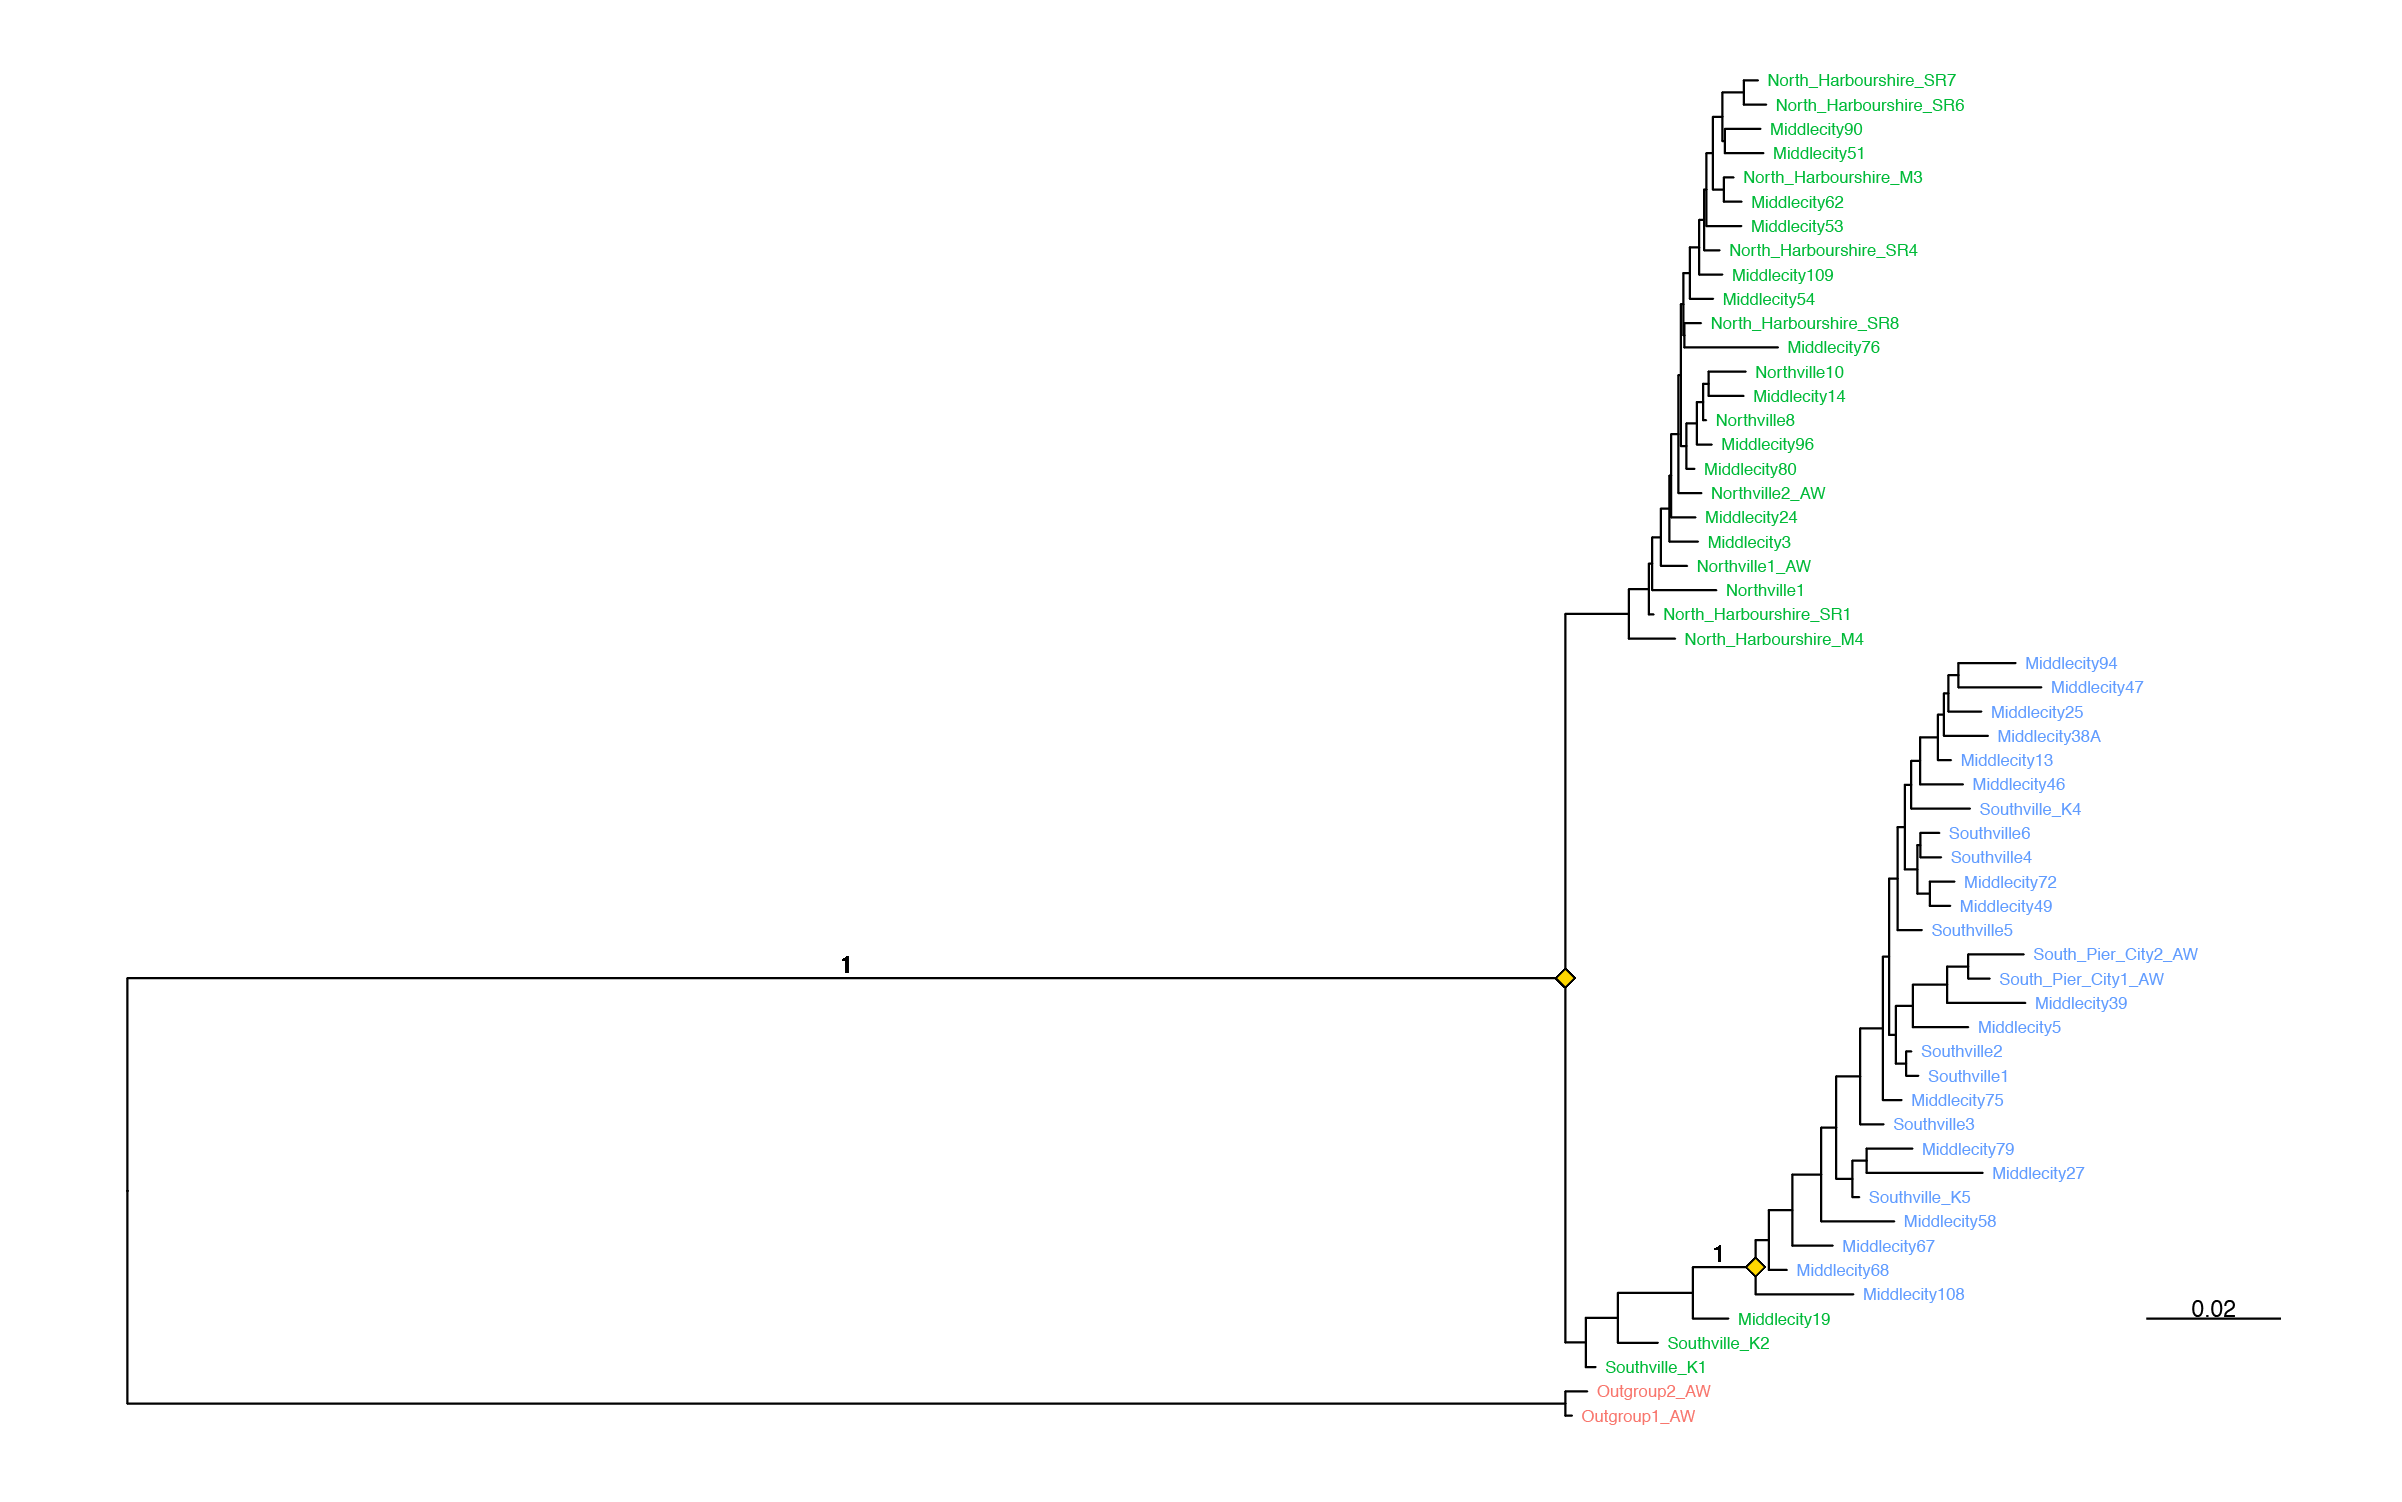 North_Harbourshire_SR7
North_Harbourshire_SR6
Middlecity90
Middlecity51
North_Harbourshire_M3
Middlecity62
Middlecity53
North_Harbourshire_SR4
Middlecity109
Middlecity54
North_Harbourshire_SR8
Middlecity76
Northville10
Middlecity14
Northville8
Middlecity96
Middlecity80
Northville2_AW
Middlecity24
Middlecity3
Northville1_AW
Northville1
North_Harbourshire_SR1
North_Harbourshire_M4
Middlecity94
Middlecity47
Middlecity25
Middlecity38A
Middlecity13
Middlecity46
Southville_K4
Southville6
Southville4
Middlecity72
Middlecity49
Southville5
South_Pier_City2_AW
1
South_Pier_City1_AW
Middlecity39
Middlecity5
Southville2
Southville1
Middlecity75
Southville3
Middlecity79
Middlecity27
Southville_K5
Middlecity58
Middlecity67
1
Middlecity68
Middlecity108
0.02
Middlecity19
Southville_K2
Southville_K1
Outgroup2_AW
Outgroup1_AW